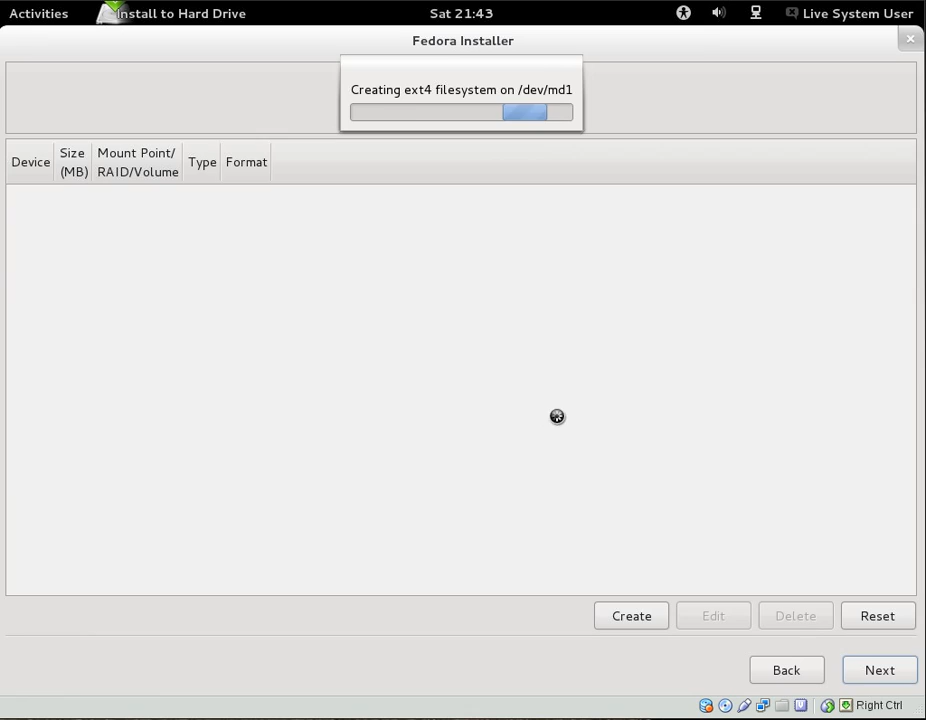 Activities Install to Hard Drive Sat 21:43 Live System User
Fedora Installer
Creating ext4 filesystem on /dev/md1
Device Size (MB) Mount Point/ RAID/Volume Type Format
Create Edit Delete Reset
Back Next
Right Ctrl